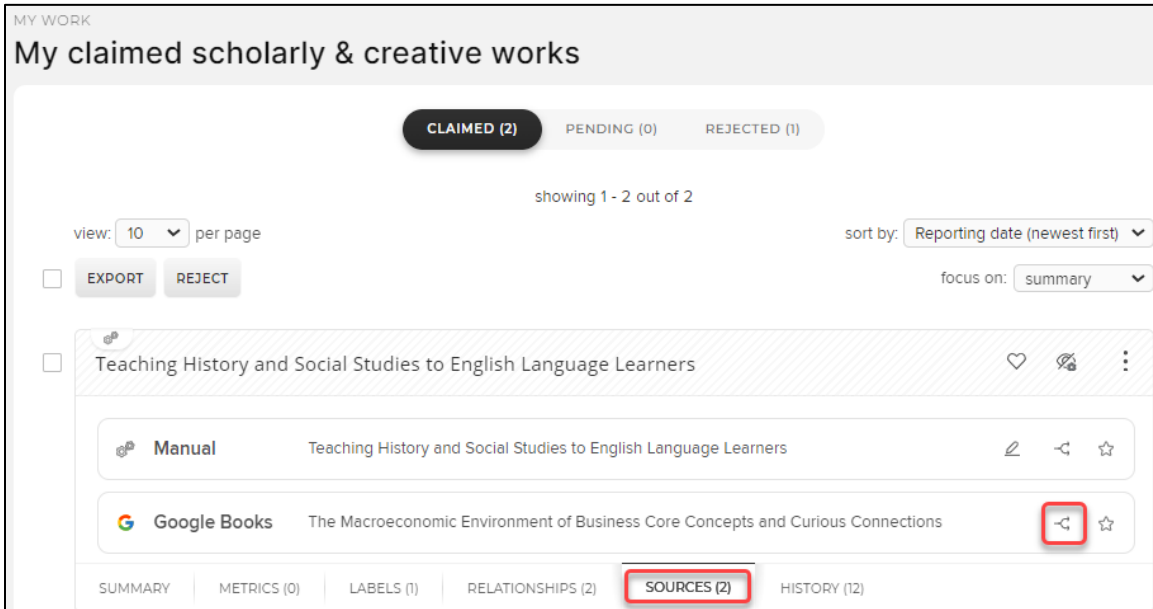 MY WORK
My claimed scholarly & creative works
CLAIMED (2) PENDING (0) REJECTED (1)
showing 1 - 2 out of 2
view: 10 per page sort by: Reporting date (newest first)
EXPORT REJECT focus on: summary
Teaching History and Social Studies to English Language Learners
Manual Teaching History and Social Studies to English Language Learners
Google Books The Macroeconomic Environment of Business Core Concepts and Curious Connections
SUMMARY METRICS (0) LABELS (1) RELATIONSHIPS (2) SOURCES (2) HISTORY (12)